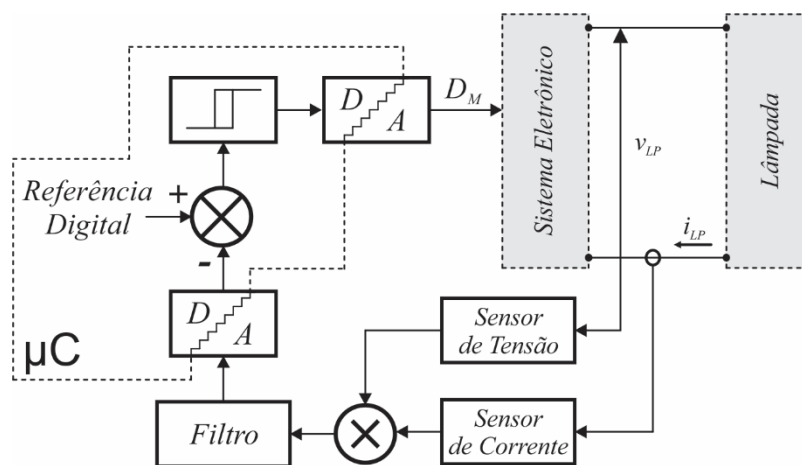 D
A
D_M
Referência
Digital
+
-
D
A
µC
Filtro
Sensor
de Tensão
Sensor
de Corrente
Sistema Eletrônico
v_LP
i_LP
Lâmpada